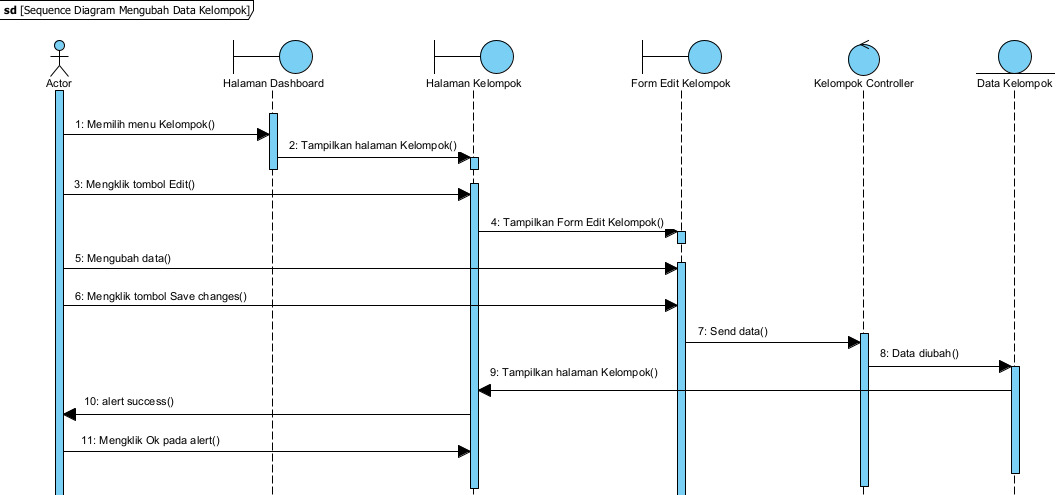 sd [Sequence Diagram Mengubah Data Kelompok]
Actor
Halaman Dashboard
Halaman Kelompok
Form Edit Kelompok
Kelompok Controller
Data Kelompok
1: Memilih menu Kelompok()
2: Tampilkan halaman Kelompok()
3: Mengklik tombol Edit()
4: Tampilkan Form Edit Kelompok()
5: Mengubah data()
6: Mengklik tombol Save changes()
7: Send data()
8: Data diubah()
9: Tampilkan halaman Kelompok()
10: alert success()
11: Mengklik Ok pada alert()